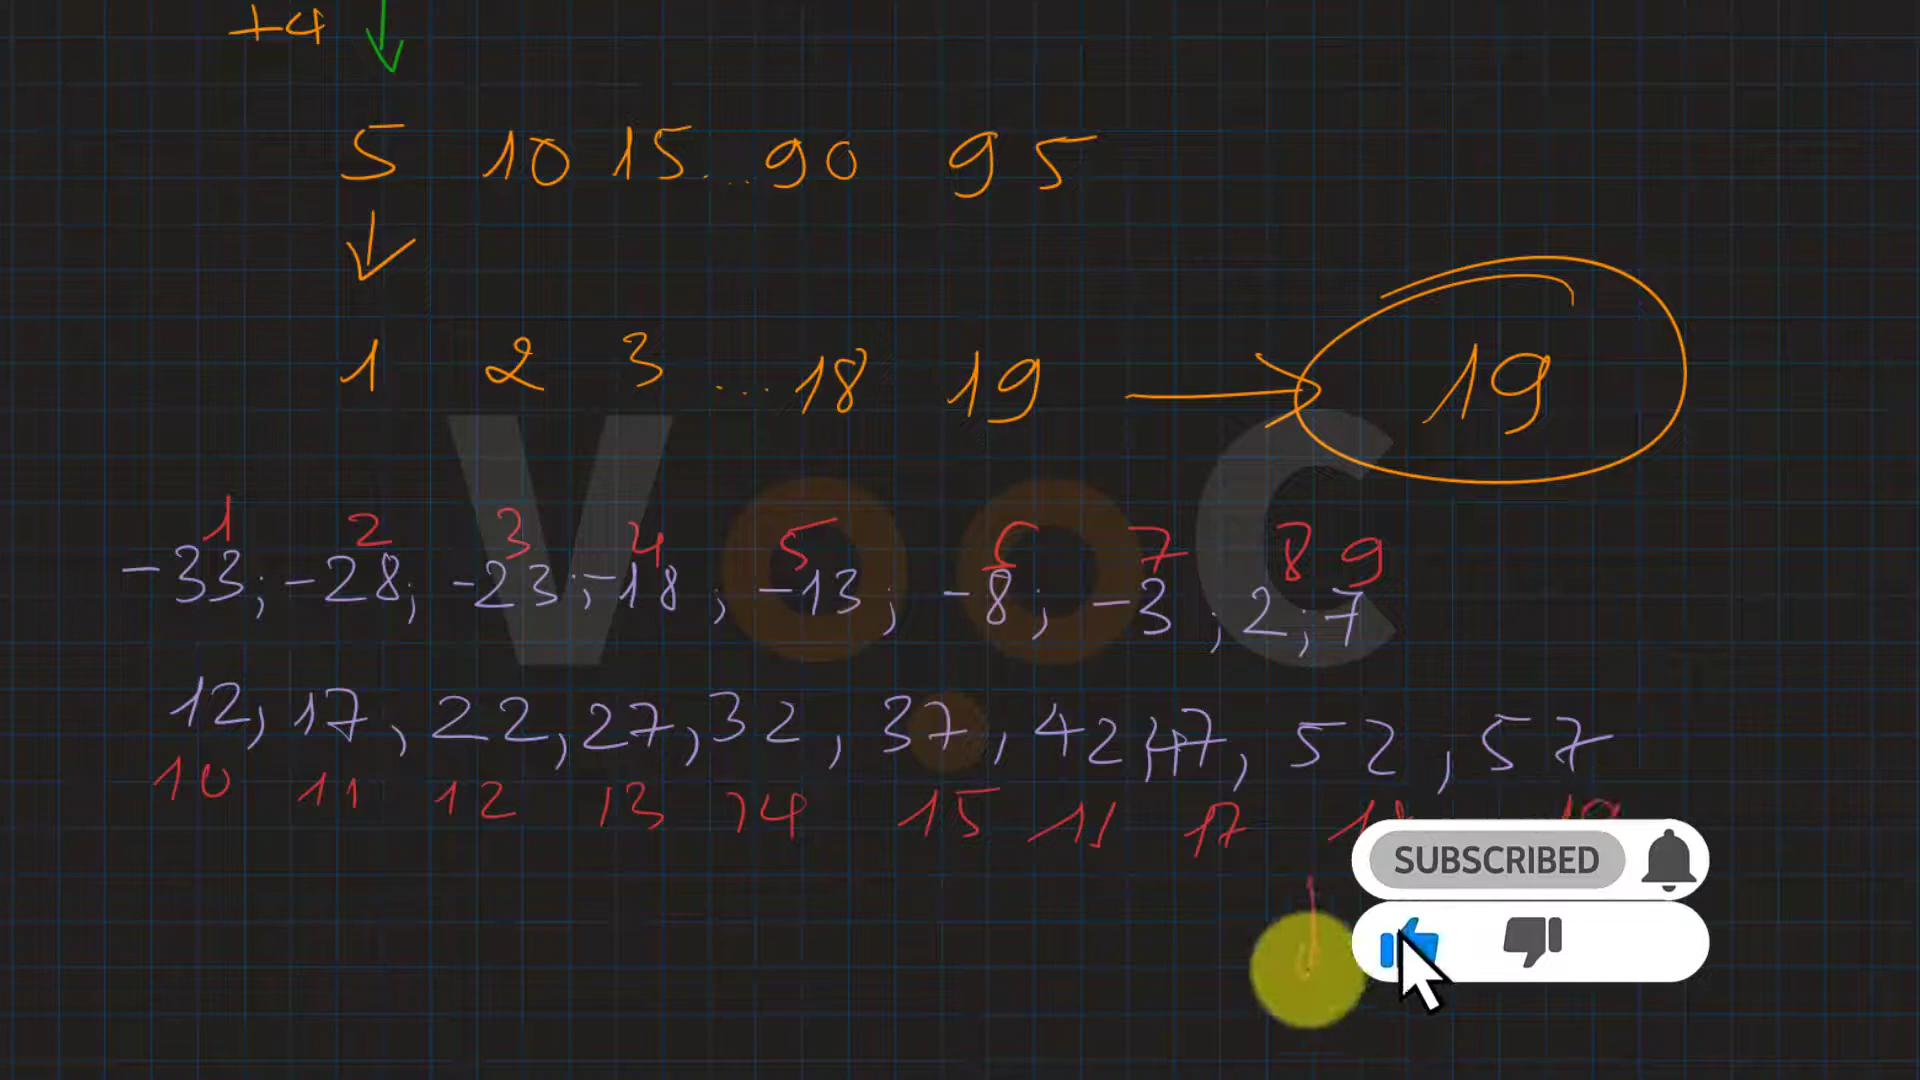 +4
5 10 15 ... 90 95
1 2 3 ... 18 19 19
1 2 3 4 5 6 7 8 9
-33; -28; -23; -18; -13; -8; -3; 2; 7
12, 17, 22, 27, 32, 37, 42, 47, 52, 57
10 11 12 13 14 15 11 17
VOOC
SUBSCRIBED